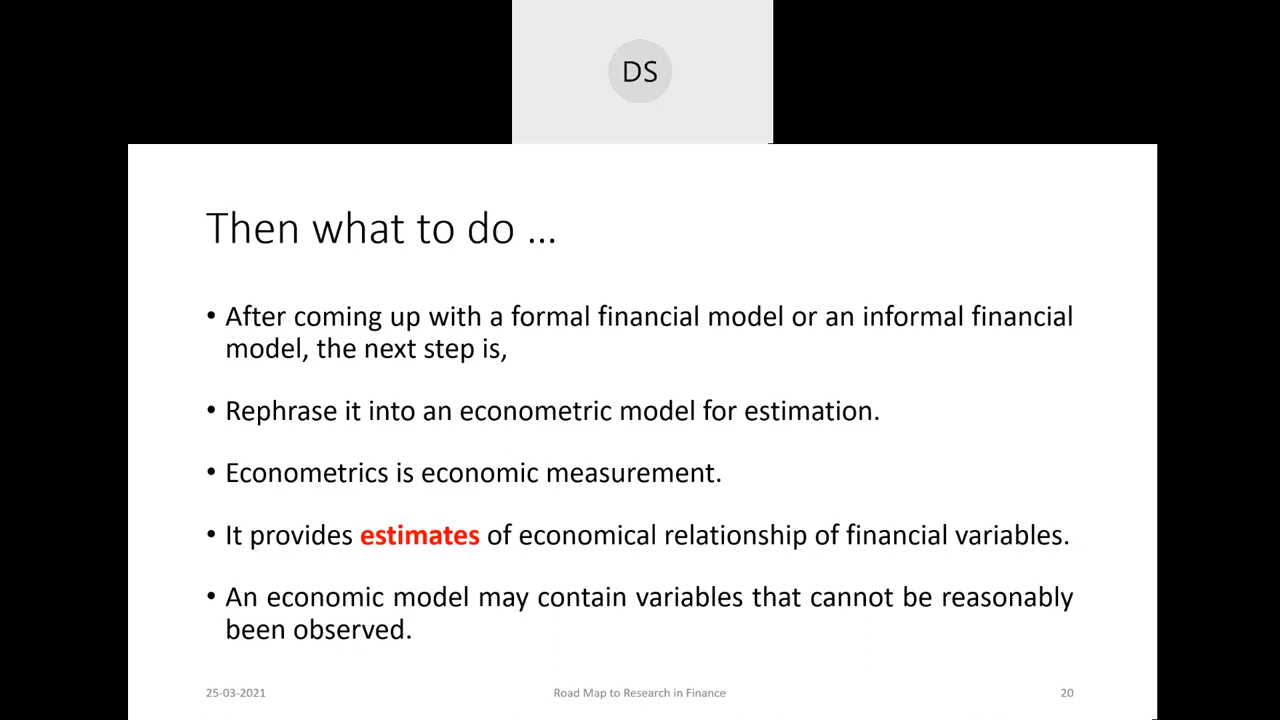 DS
Then what to do ...
• After coming up with a formal financial model or an informal financial
model, the next step is,
• Rephrase it into an econometric model for estimation.
• Econometrics is economic measurement.
• It provides estimates of economical relationship of financial variables.
• An economic model may contain variables that cannot be reasonably
been observed.
25-03-2021
Road Map to Research in Finance
20